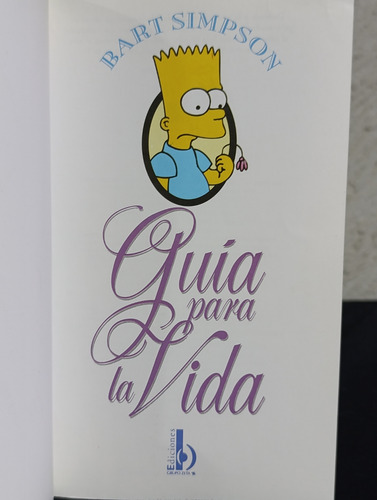 BART SIMPSON
Guía
para
la Vida
Ediciones
b